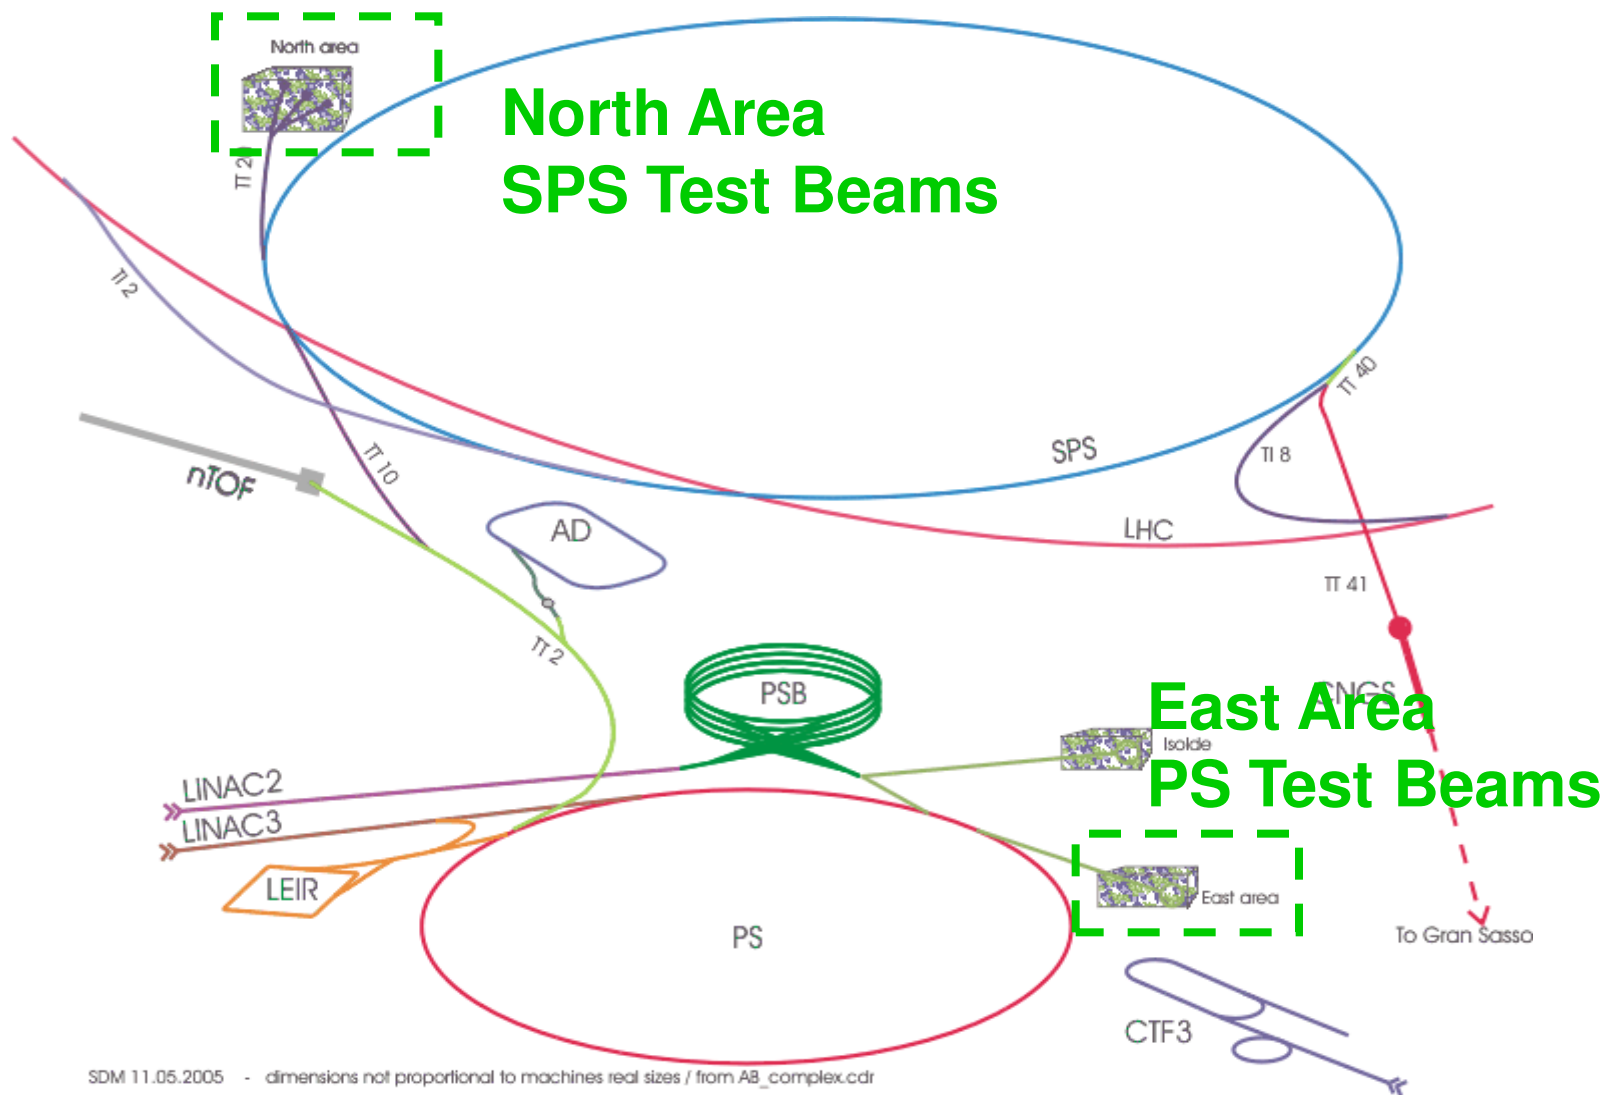 North area
North Area
SPS Test Beams
TT 20
TI 2
TT 40
SPS
TI 8
TT 10
nTOF
AD
LHC
TT 41
TT 2
PSB
CNGS
East Area
Isolde
PS Test Beams
LINAC2
LINAC3
LEIR
East area
PS
To Gran Sasso
CTF3
SDM 11.05.2005 - dimensions not proportional to machines real sizes / from AB_complex.cdr